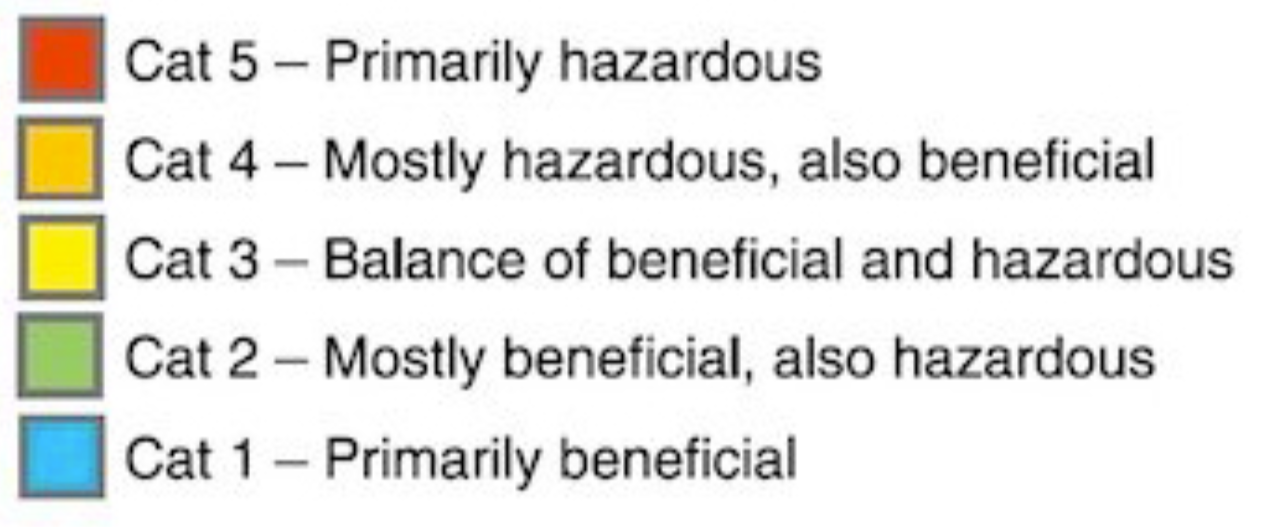 Cat 5 – Primarily hazardous
Cat 4 – Mostly hazardous, also beneficial
Cat 3 – Balance of beneficial and hazardous
Cat 2 – Mostly beneficial, also hazardous
Cat 1 – Primarily beneficial